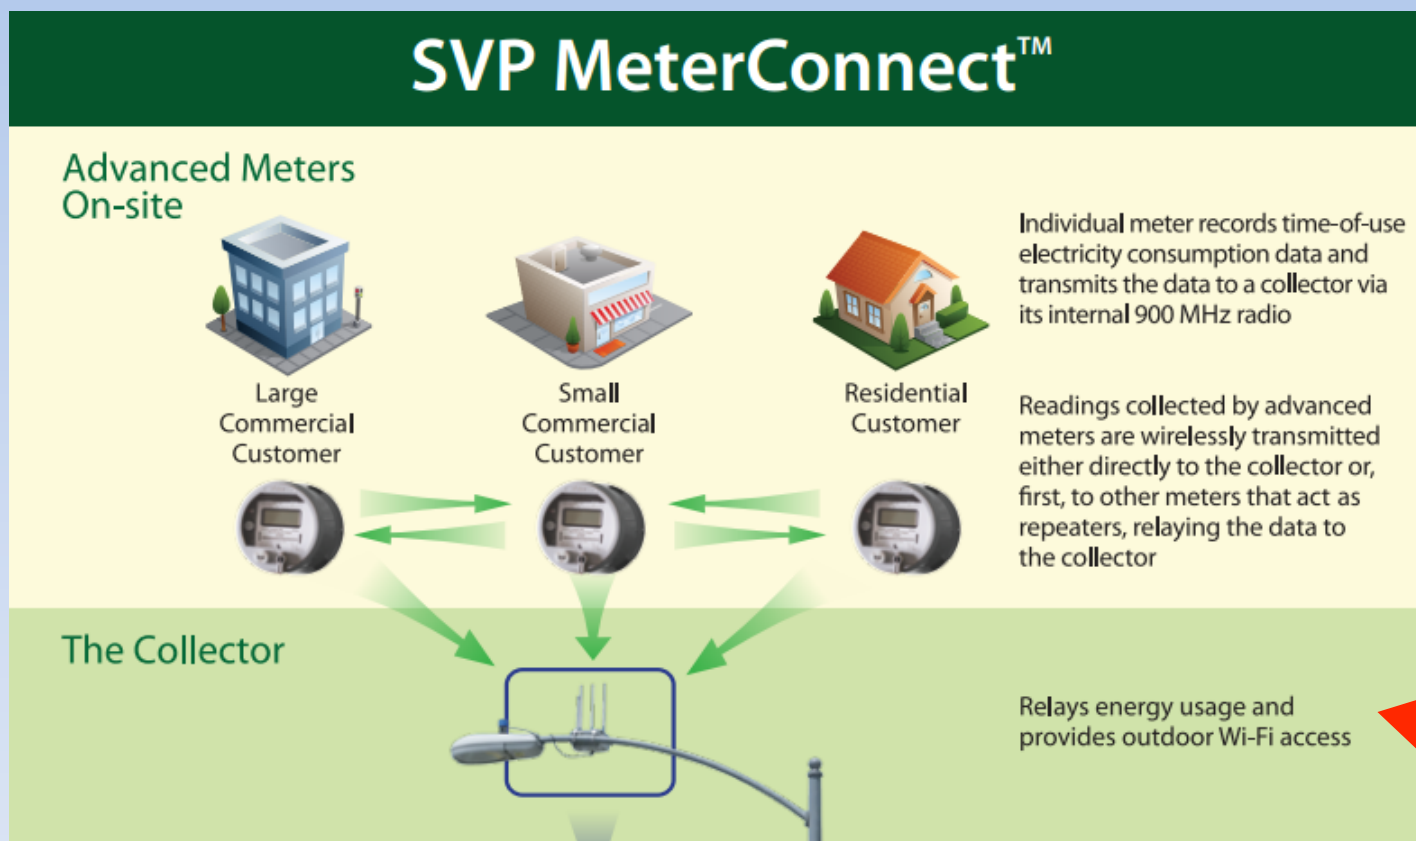 SVP MeterConnect™
Advanced Meters
On-site
Large
Commercial
Customer
Small
Commercial
Customer
Residential
Customer
Individual meter records time-of-use
electricity consumption data and
transmits the data to a collector via
its internal 900 MHz radio
Readings collected by advanced
meters are wirelessly transmitted
either directly to the collector or,
first, to other meters that act as
repeaters, relaying the data to
the collector
The Collector
Relays energy usage and
provides outdoor Wi-Fi access